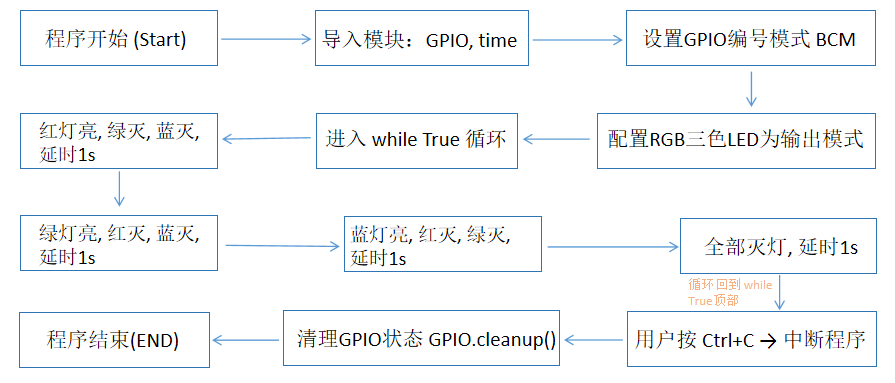 程序开始 (Start)
导入模块：GPIO, time
设置GPIO编号模式 BCM
配置RGB三色LED为输出模式
进入 while True 循环
红灯亮, 绿灭, 蓝灭,
延时1s
绿灯亮, 红灭, 蓝灭,
延时1s
蓝灯亮, 红灭, 绿灭,
延时1s
全部灭灯, 延时1s
循环回到 while
True顶部
用户按 Ctrl+C → 中断程序
清理GPIO状态 GPIO.cleanup()
程序结束(END)